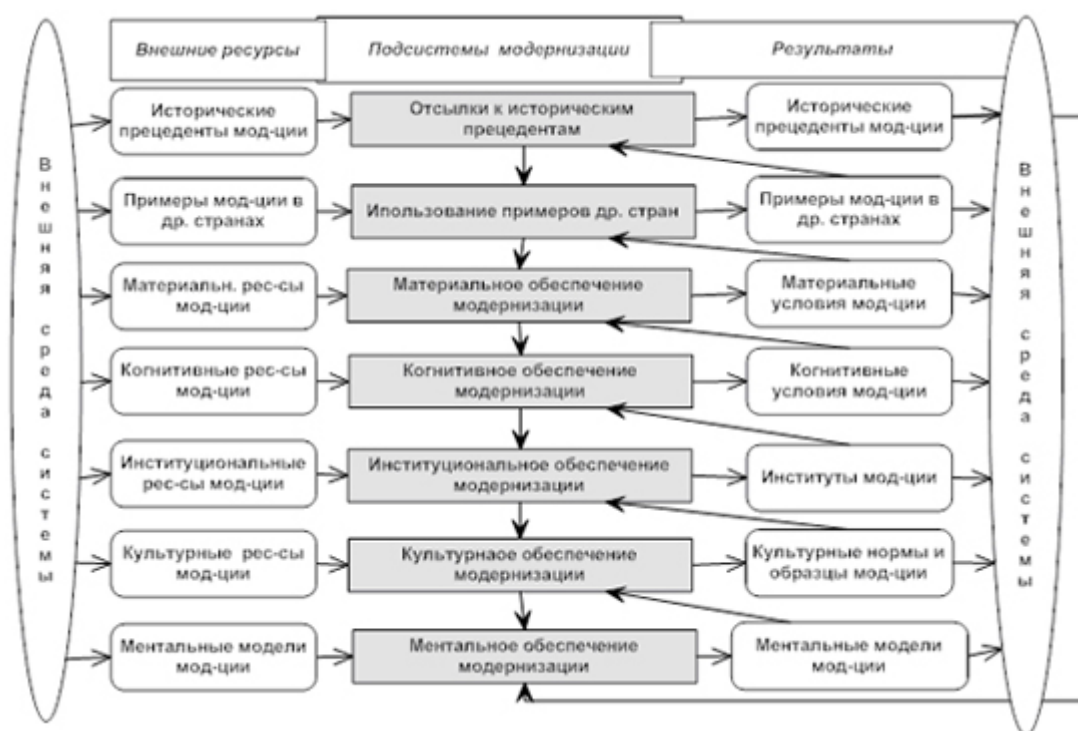 Внешние ресурсы
Подсистемы модернизации
Результаты
Внешняя среда системы
Исторические
прецеденты мод-ции
Отсылки к историческим
прецедентам
Исторические
прецеденты мод-ции
Примеры мод-ции в
др. странах
Ипользование примеров др. стран
Примеры мод-ции в
др. странах
Материальн. рес-сы
мод-ции
Материальное обеспечение
модернизации
Материальные
условия мод-ции
Когнитивные рес-сы
мод-ции
Когнитивное обеспечение
модернизации
Когнитивные
условия мод-ции
Институциональные
рес-сы мод-ции
Институциональное обеспечение
модернизации
Институты мод-ции
Культурные рес-сы
мод-ции
Культурнаое обеспечение
модернизации
Культурные нормы и
образцы мод-ции
Ментальные модели
мод-ции
Ментальное обеспечение
модернизации
Ментальные модели
мод-ции
Внешняя среда системы